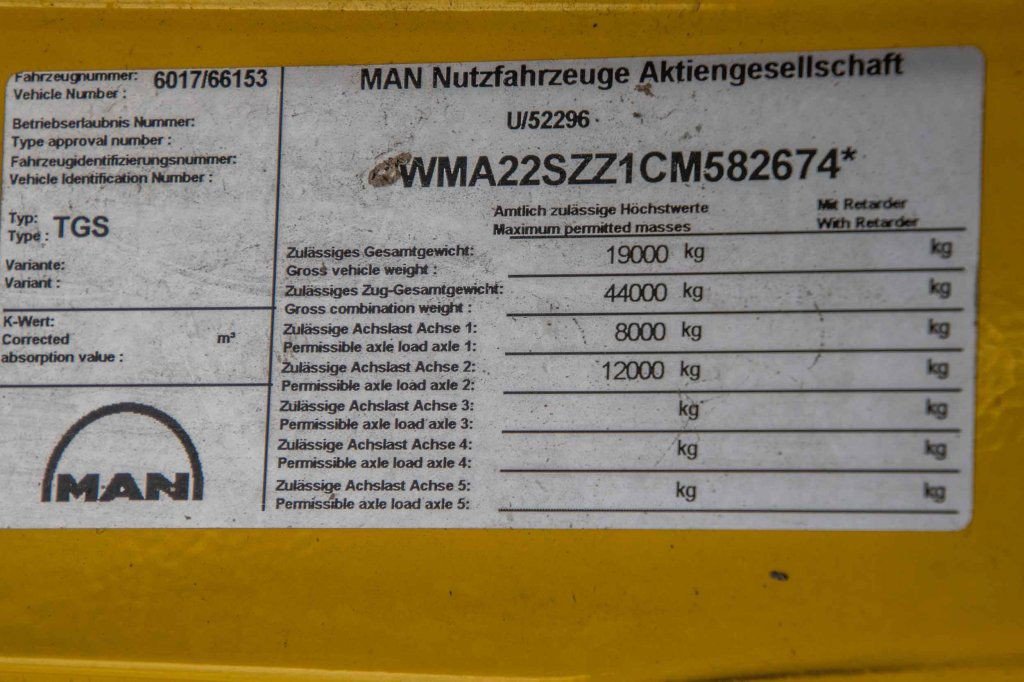 Fahrzeugnummer: 6017/66153
Vehicle Number :
Betriebserlaubnis Nummer:
Type approval number :
Fahrzeugidentifizierungsnummer:
Vehicle Identification Number :
Typ:
Type : TGS
Variante:
Variant :
K-Wert:
Corrected m³
absorption value :
MAN
MAN Nutzfahrzeuge Aktiengesellschaft
U/52296
WMA22SZZ1CM582674*
Amtlich zulässige Höchstwerte Mit Retarder
Maximum permitted masses With Retarder
Zulässiges Gesamtgewicht: 19000 kg kg
Gross vehicle weight :
Zulässiges Zug-Gesamtgewicht: 44000 kg kg
Gross combination weight :
Zulässige Achslast Achse 1: 8000 kg kg
Permissible axle load axle 1:
Zulässige Achslast Achse 2: 12000 kg kg
Permissible axle load axle 2:
Zulässige Achslast Achse 3: kg kg
Permissible axle load axle 3:
Zulässige Achslast Achse 4: kg kg
Permissible axle load axle 4:
Zulässige Achslast Achse 5: kg kg
Permissible axle load axle 5: